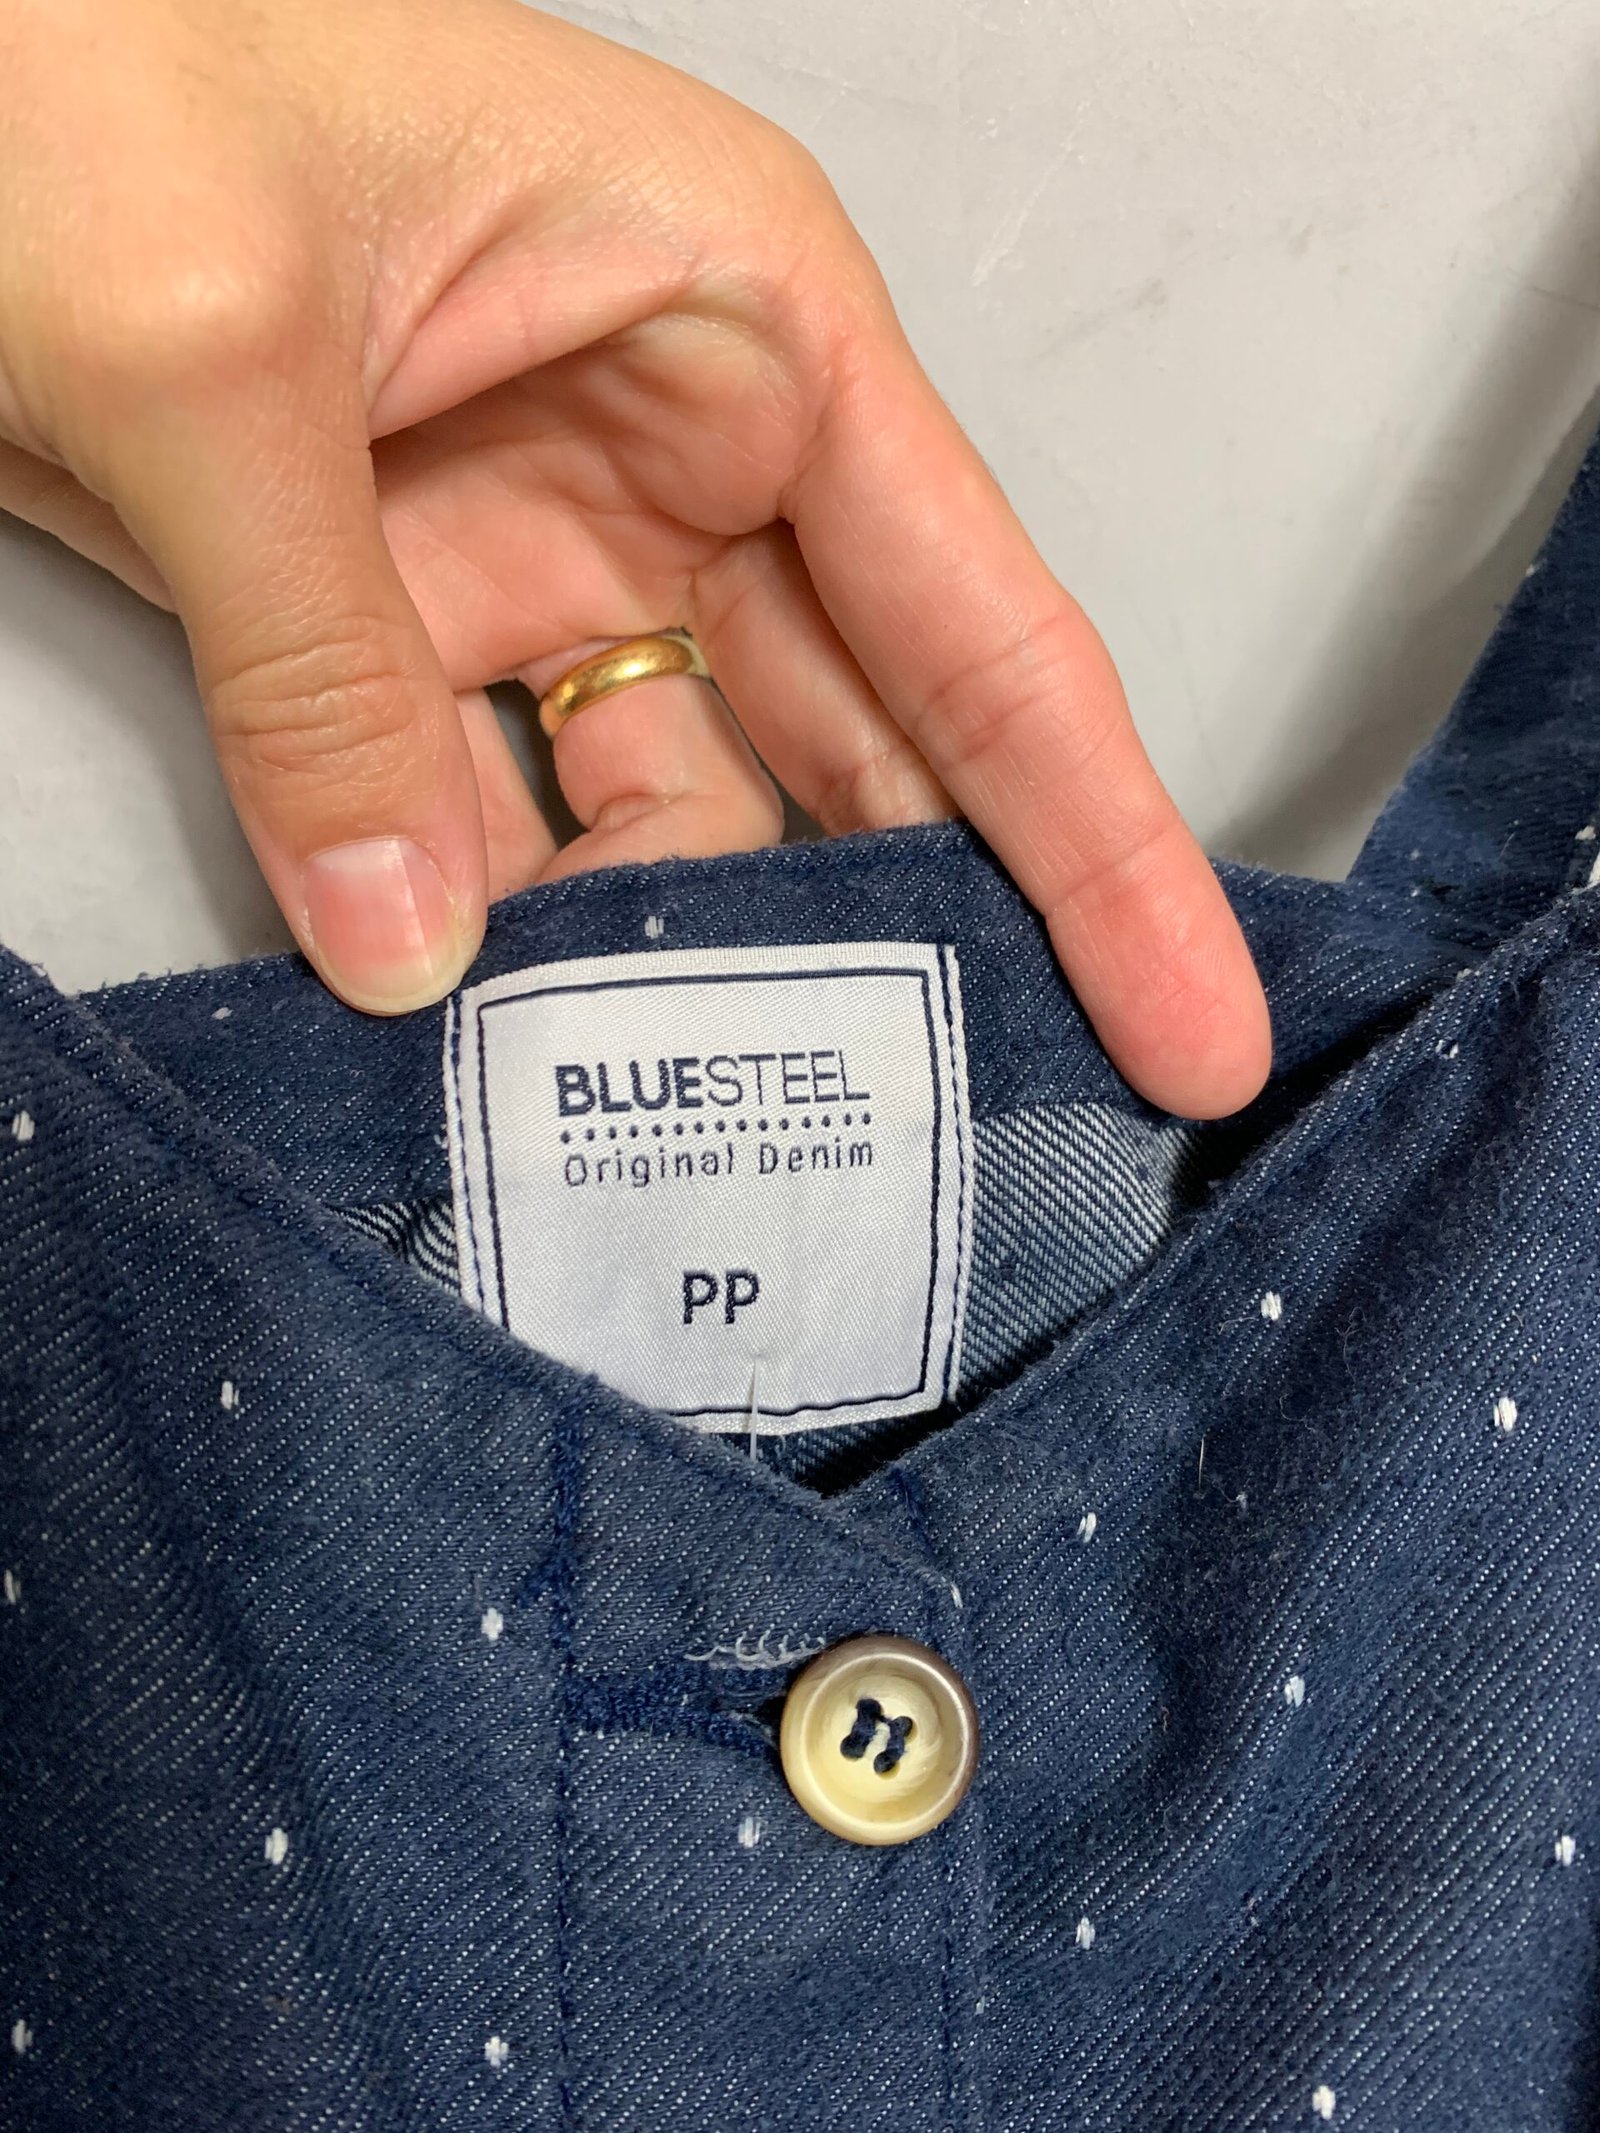 BLUESTEEL
Original Denim
PP